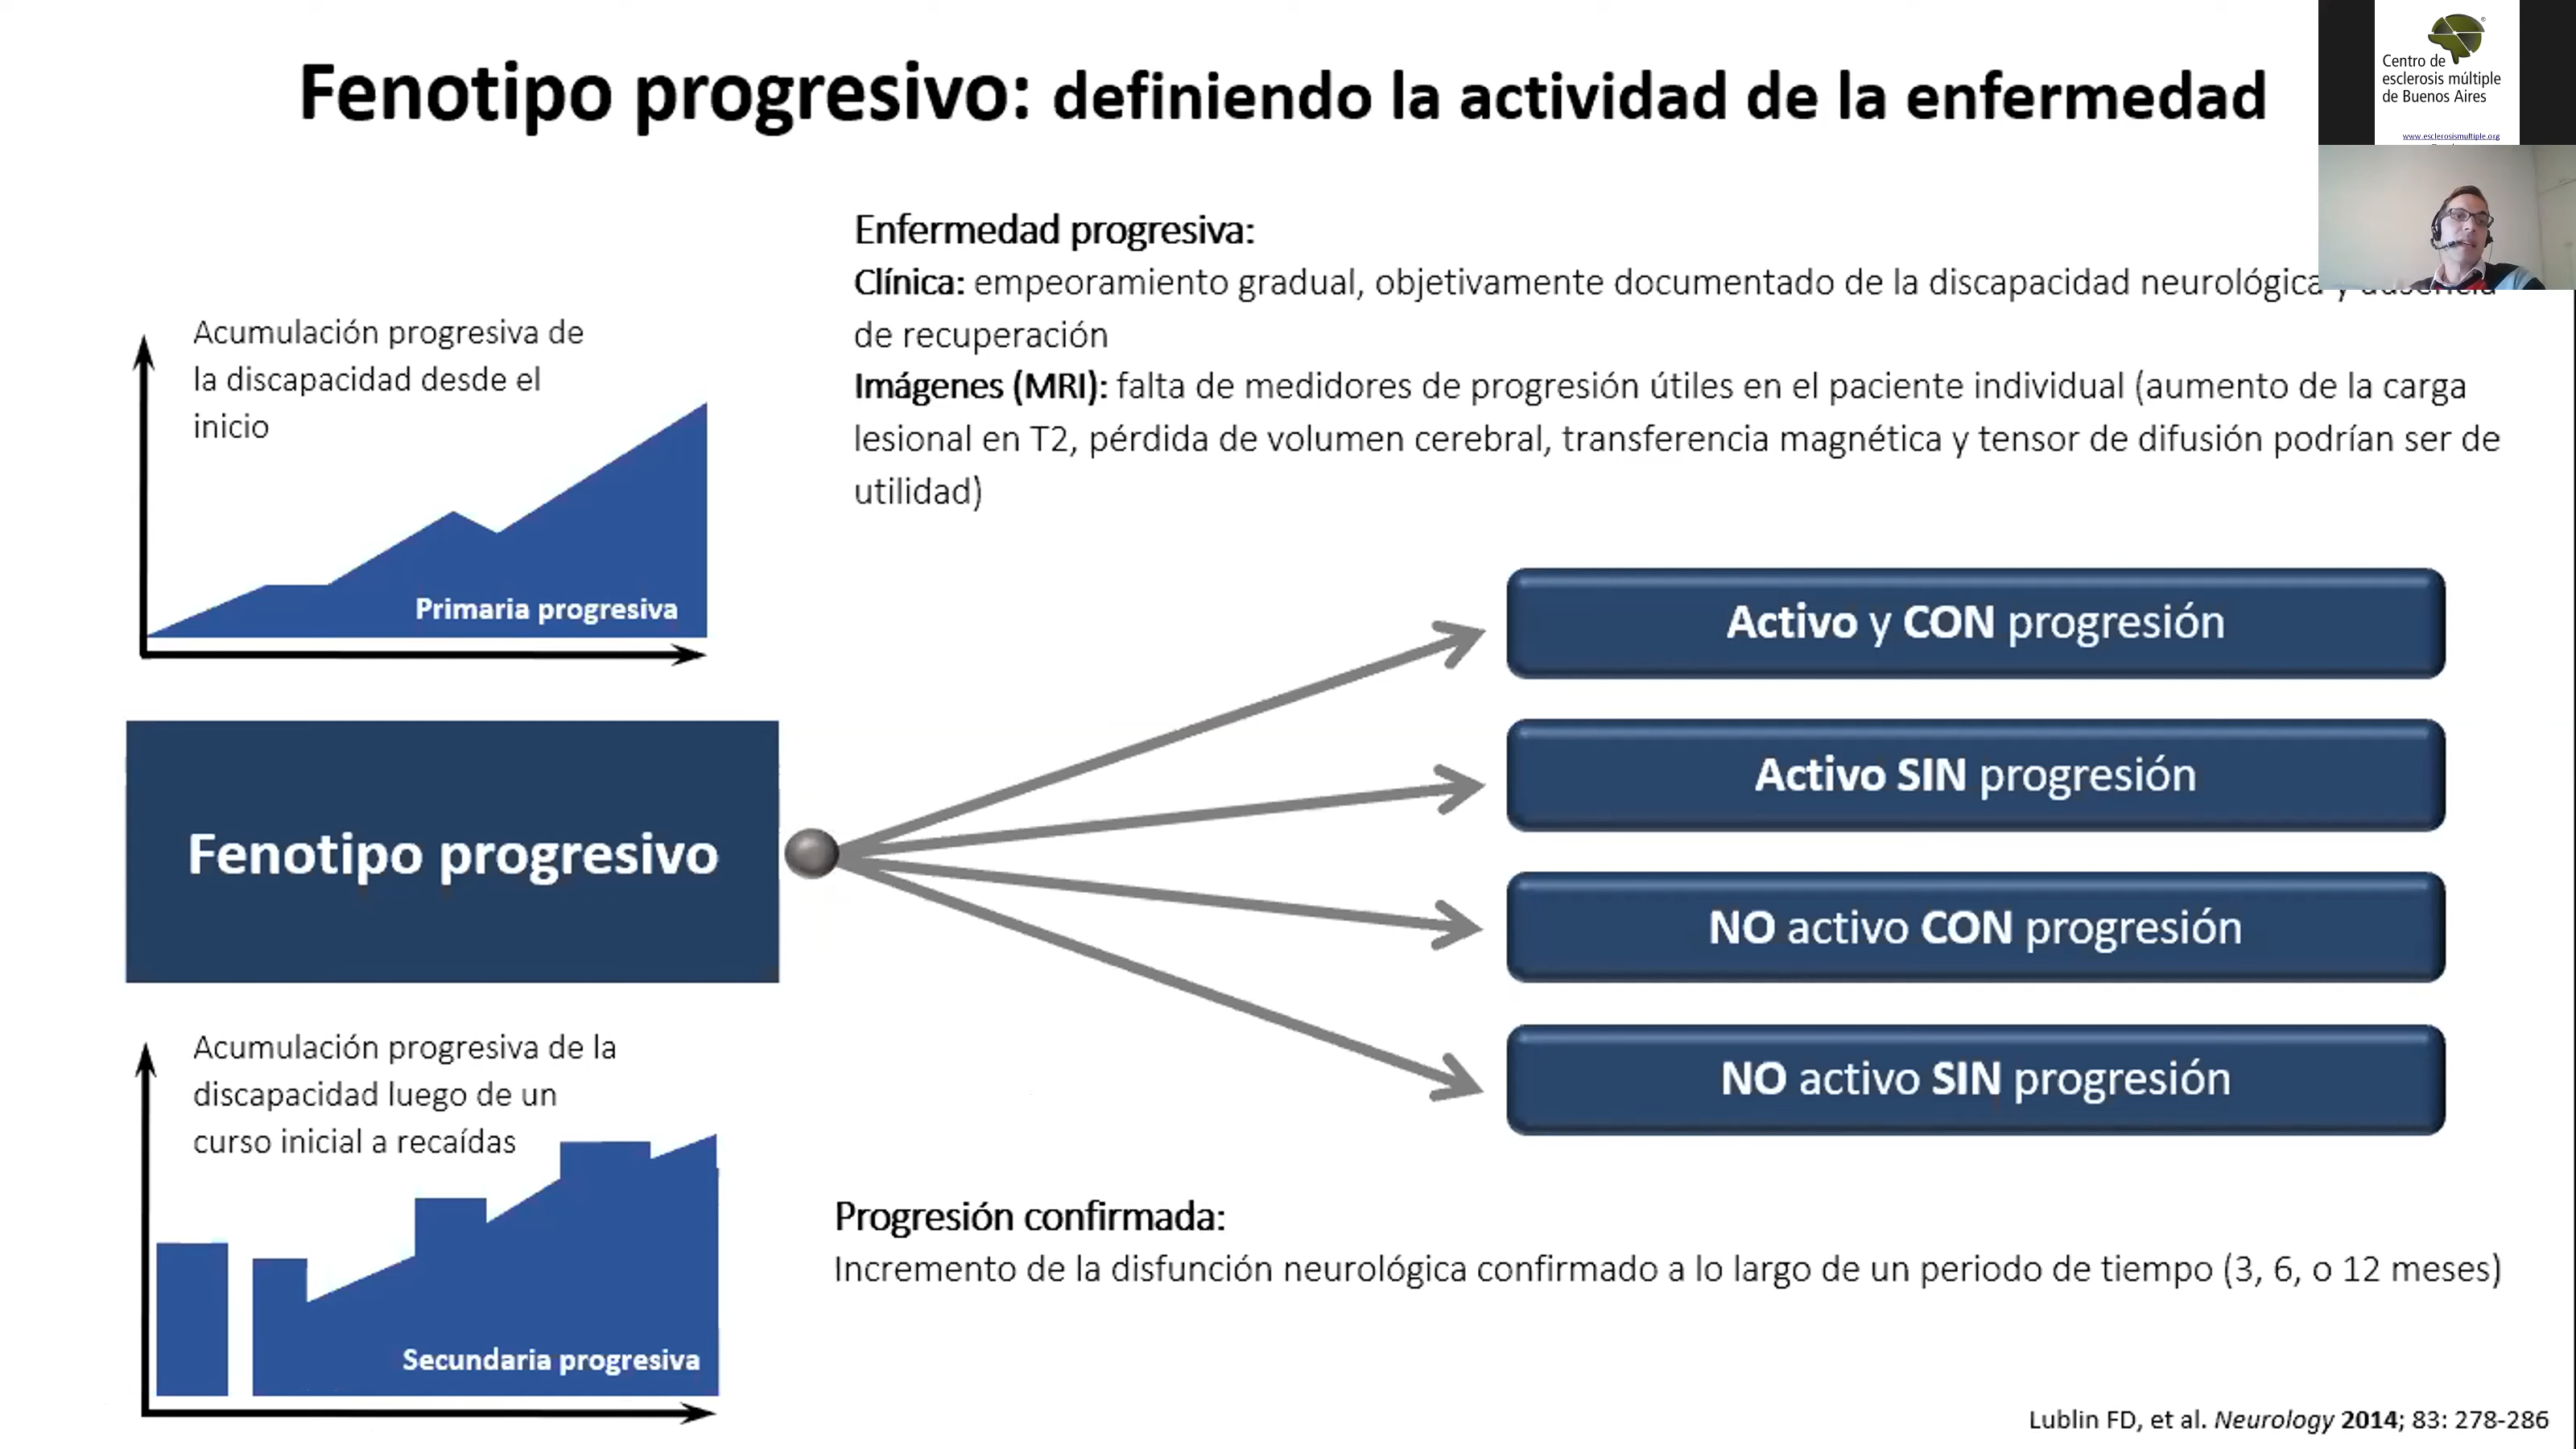 Fenotipo progresivo: definiendo la actividad de la enfermedad
Centro de
esclerosis múltiple
de Buenos Aires
www.esclerosismultiple.org
Enfermedad progresiva:
Clínica: empeoramiento gradual, objetivamente documentado de la discapacidad neurológica y
de recuperación
Imágenes (MRI): falta de medidores de progresión útiles en el paciente individual (aumento de la carga
lesional en T2, pérdida de volumen cerebral, transferencia magnética y tensor de difusión podrían ser de
utilidad)
Acumulación progresiva de
la discapacidad desde el
inicio
Primaria progresiva
Fenotipo progresivo
Activo y CON progresión
Activo SIN progresión
NO activo CON progresión
NO activo SIN progresión
Acumulación progresiva de la
discapacidad luego de un
curso inicial a recaídas
Secundaria progresiva
Progresión confirmada:
Incremento de la disfunción neurológica confirmado a lo largo de un periodo de tiempo (3, 6, o 12 meses)
Lublin FD, et al. Neurology 2014; 83: 278-286